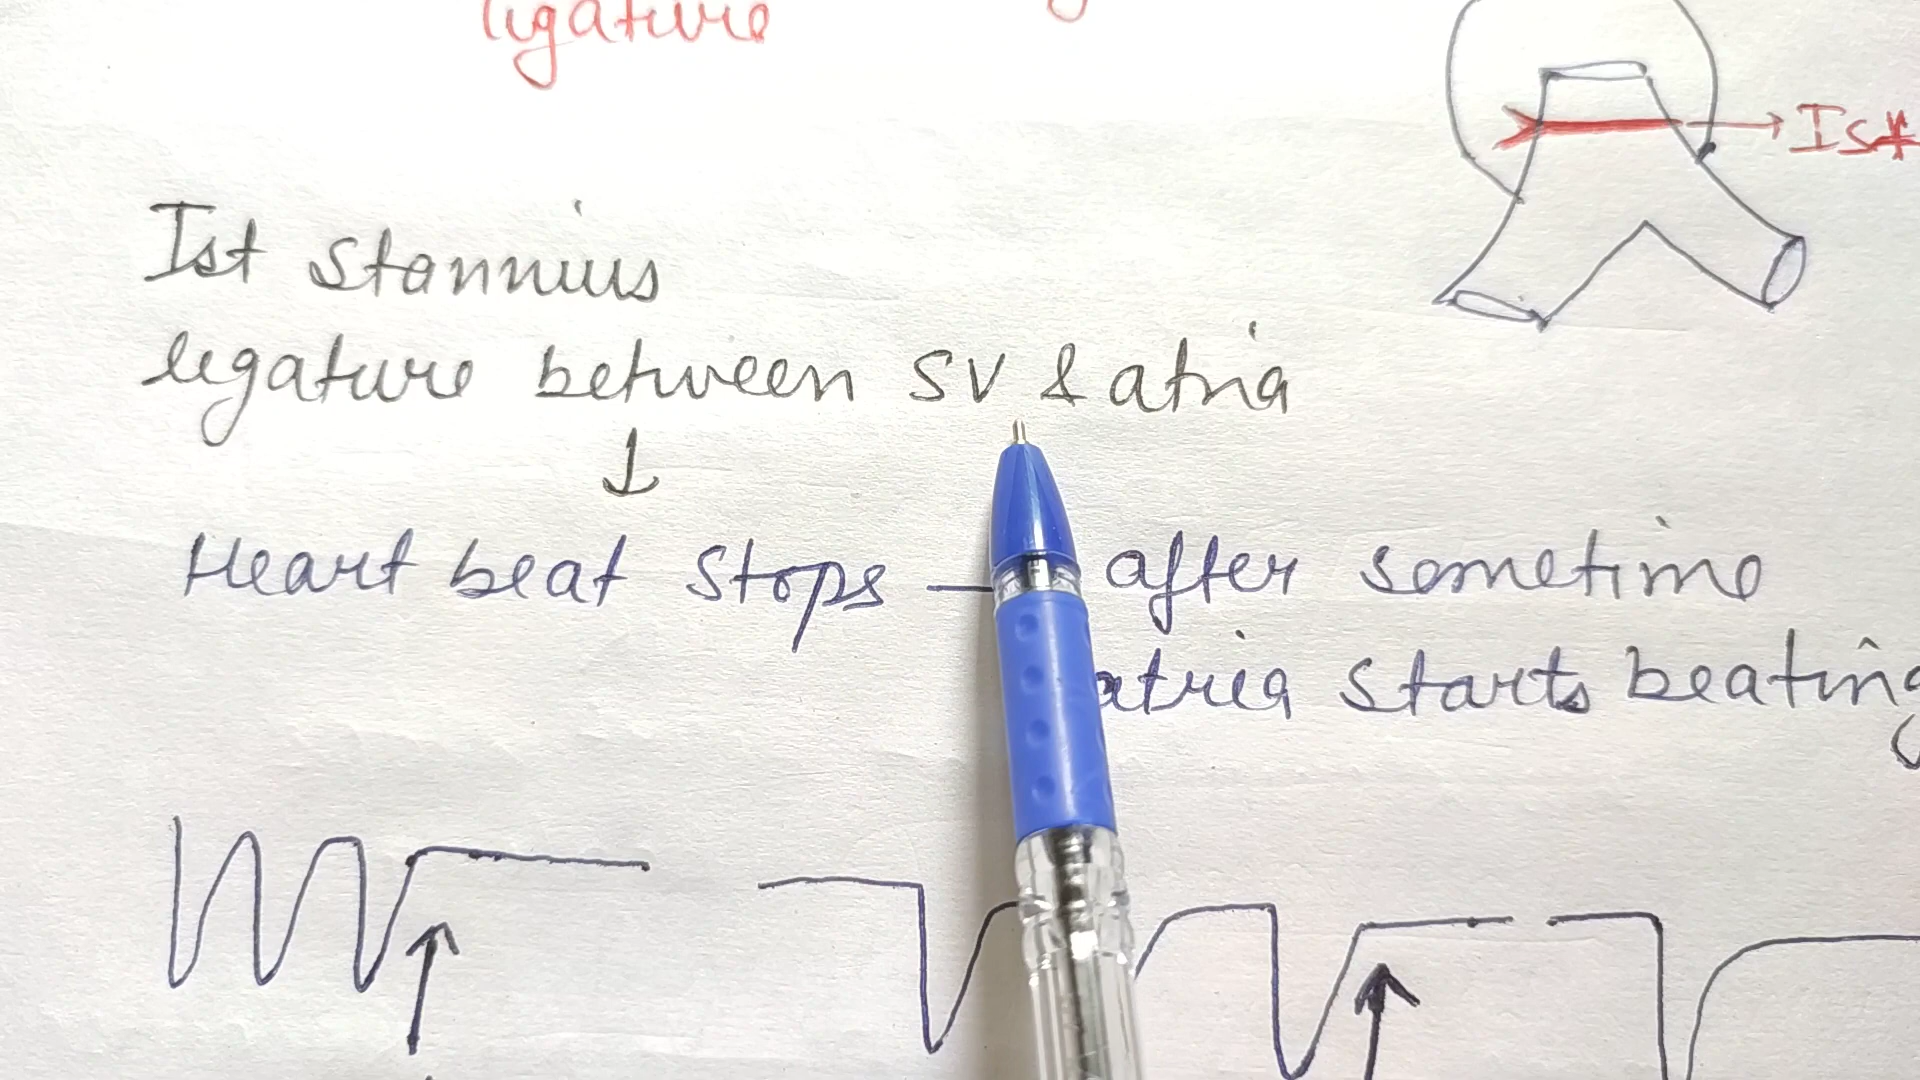 ligature
Ist
Ist Stannius
ligature between SV & atria
↓
Heart beat stops — after sometime
atria starts beating